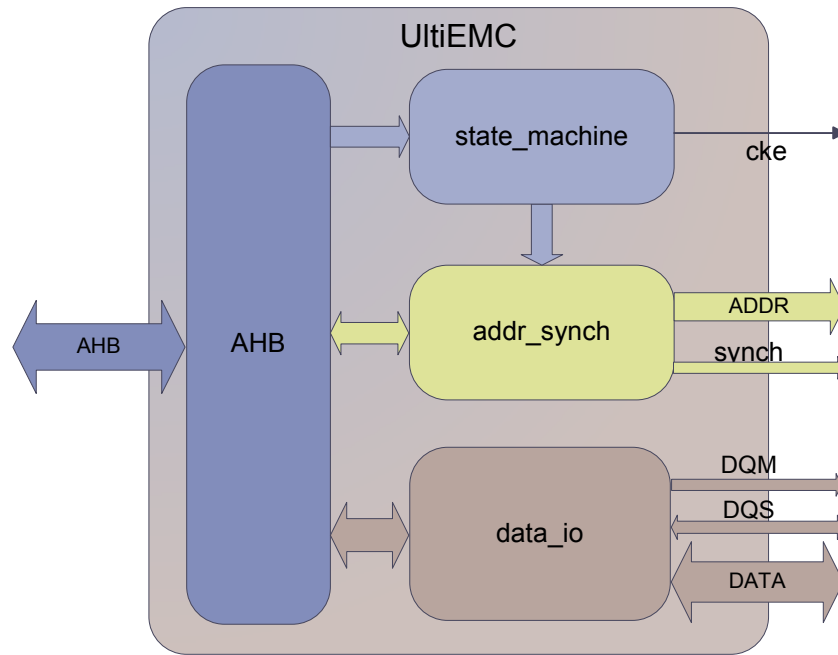 UltiEMC
state_machine
cke
AHB
AHB
addr_synch
ADDR
synch
data_io
DQM
DQS
DATA